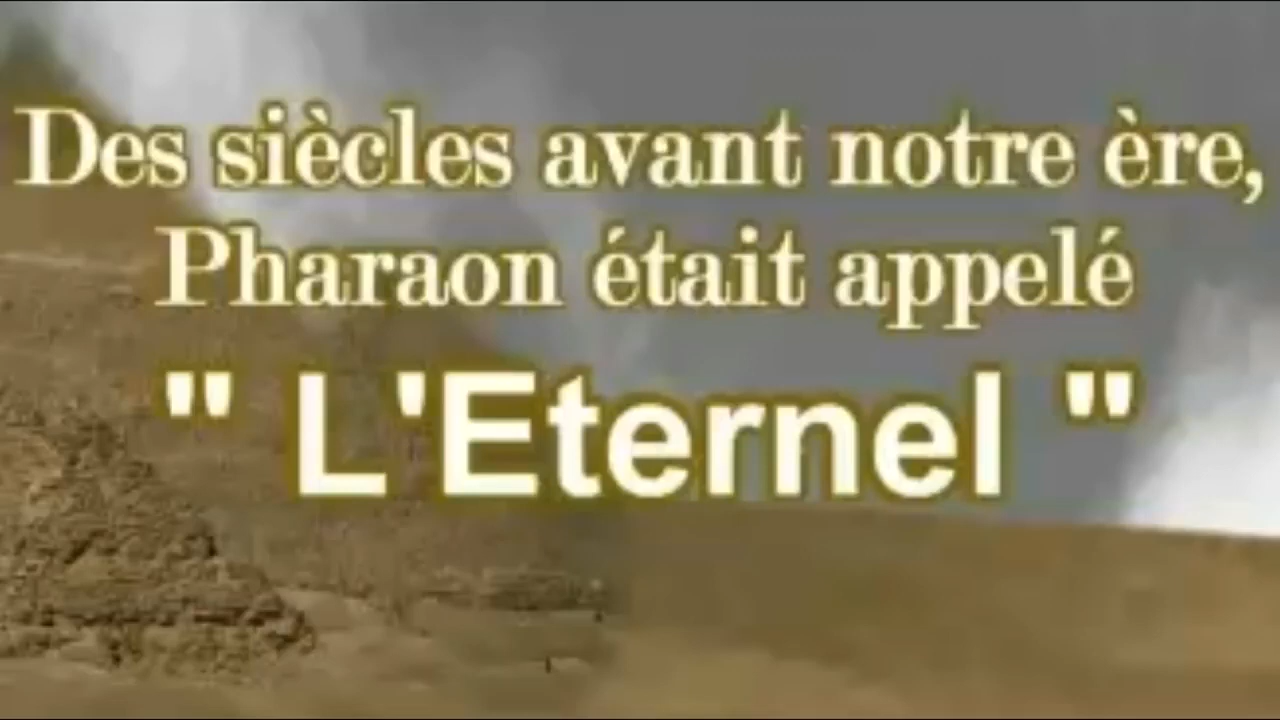 Des siècles avant notre ère,
Pharaon était appelé
" L'Eternel "